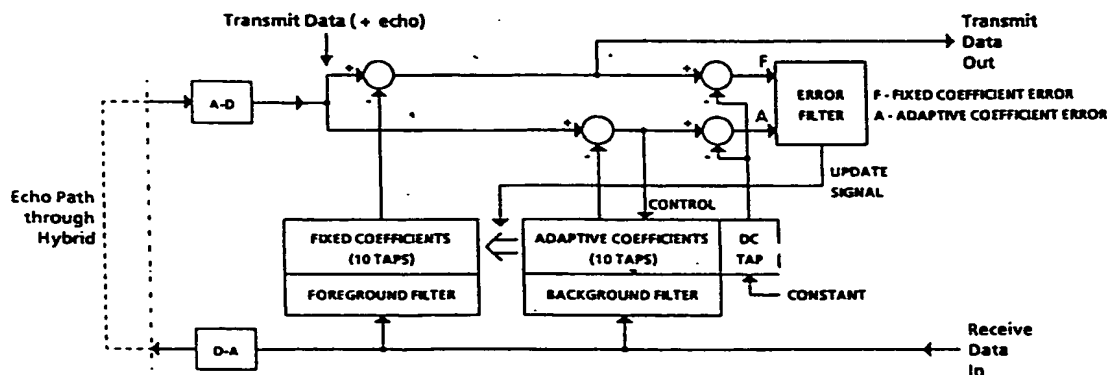 Transmit Data ( + echo)
Transmit
Data
Out
A-D
+
-
+
-
+
-
+
-
F
A
ERROR
FILTER
F - FIXED COEFFICIENT ERROR
A - ADAPTIVE COEFFICIENT ERROR
UPDATE
SIGNAL
Echo Path
through
Hybrid
CONTROL
FIXED COEFFICIENTS
(10 TAPS)
FOREGROUND FILTER
ADAPTIVE COEFFICIENTS
(10 TAPS)
BACKGROUND FILTER
DC
TAP
CONSTANT
D-A
Receive
Data
In